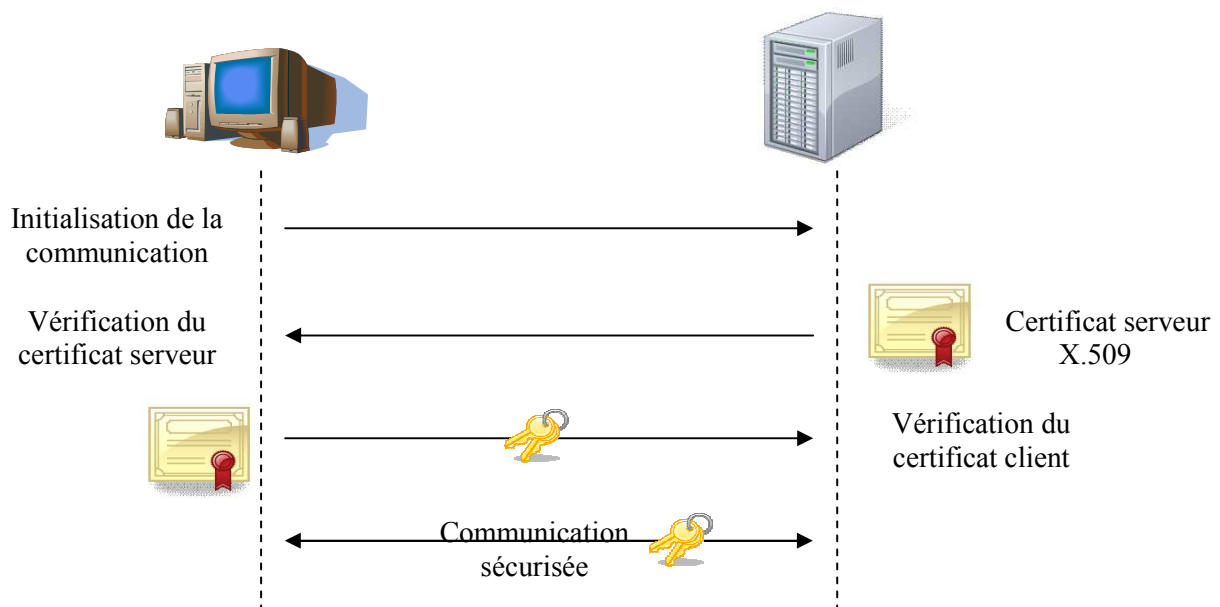 Initialisation de la
communication
Vérification du
certificat serveur
Certificat serveur
X.509
Vérification du
certificat client
Communication
sécurisée